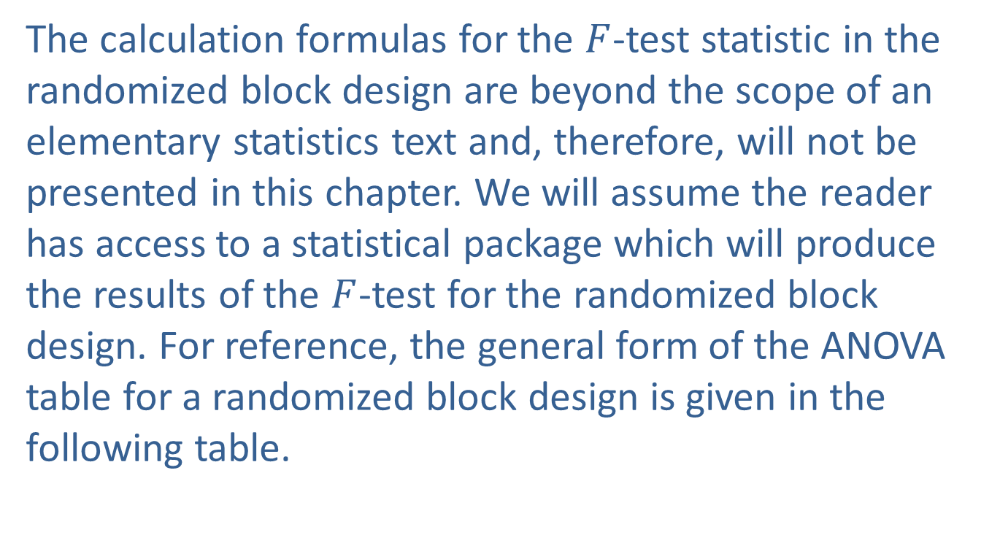 The calculation formulas for the F-test statistic in the
randomized block design are beyond the scope of an
elementary statistics text and, therefore, will not be
presented in this chapter. We will assume the reader
has access to a statistical package which will produce
the results of the F-test for the randomized block
design. For reference, the general form of the ANOVA
table for a randomized block design is given in the
following table.